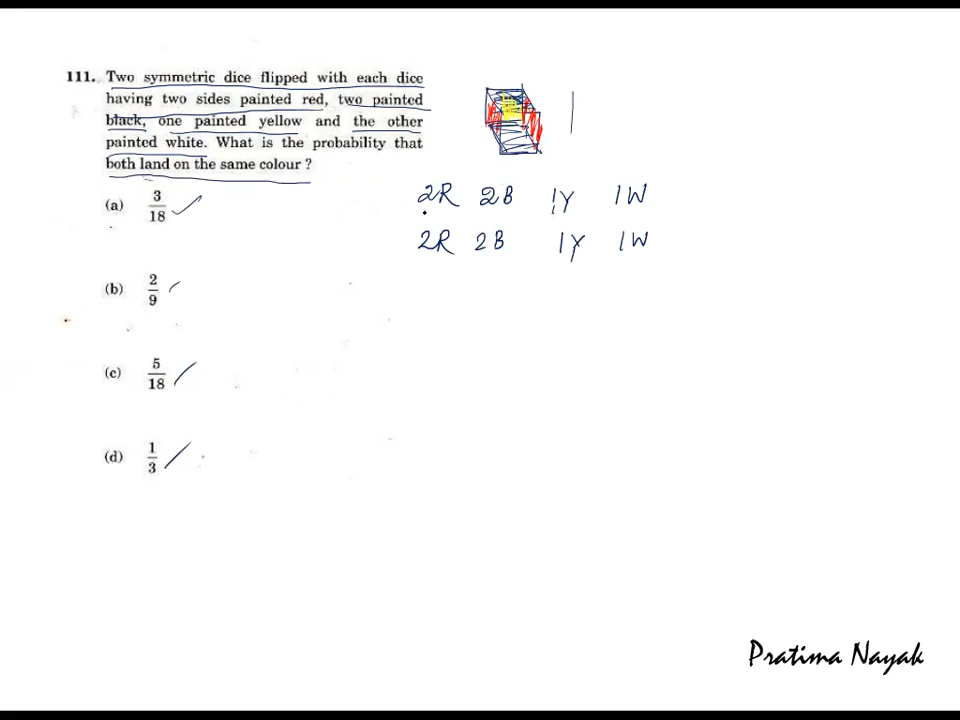 111. Two symmetric dice flipped with each dice
having two sides painted red, two painted
black, one painted yellow and the other
painted white. What is the probability that
both land on the same colour ?
(a) 3/18
(b) 2/9
(c) 5/18
(d) 1/3
2R 2B 1Y 1W
2R 2B 1Y 1W
Pratima Nayak